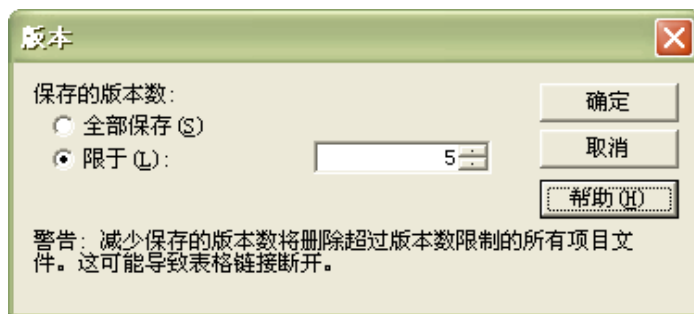 版本
保存的版本数:
全部保存(S)
限于(L):
5
确定
取消
帮助(H)
警告: 减少保存的版本数将删除超过版本数限制的所有项目文
件。这可能导致表格链接断开。